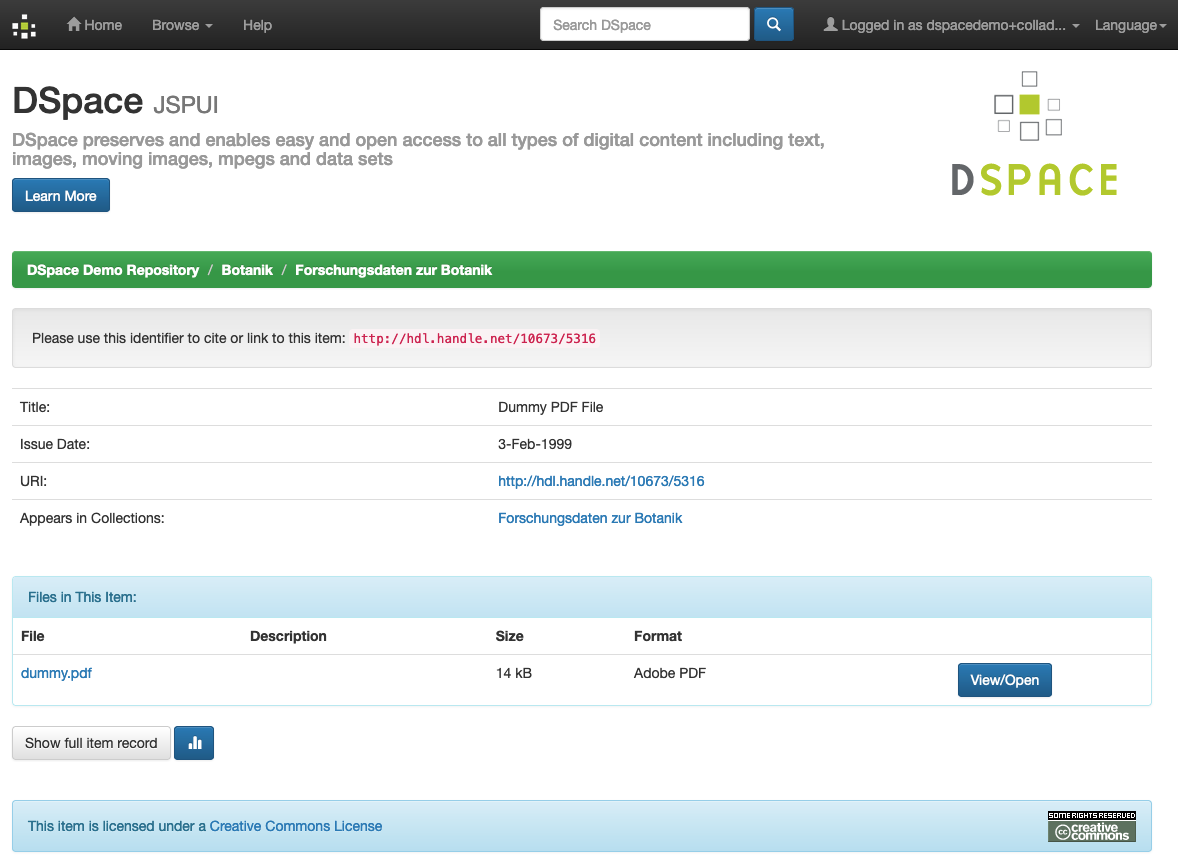 Home Browse Help Search DSpace Logged in as dspacedemo+collad... Language
DSpace JSPUI
DSpace preserves and enables easy and open access to all types of digital content including text,
images, moving images, mpegs and data sets
Learn More
DSPACE
DSpace Demo Repository / Botanik / Forschungsdaten zur Botanik
Please use this identifier to cite or link to this item: http://hdl.handle.net/10673/5316
Title: Dummy PDF File
Issue Date: 3-Feb-1999
URI: http://hdl.handle.net/10673/5316
Appears in Collections: Forschungsdaten zur Botanik
Files in This Item:
File Description Size Format
dummy.pdf 14 kB Adobe PDF View/Open
Show full item record
This item is licensed under a Creative Commons License
SOME RIGHTS RESERVED
cc creative
commons